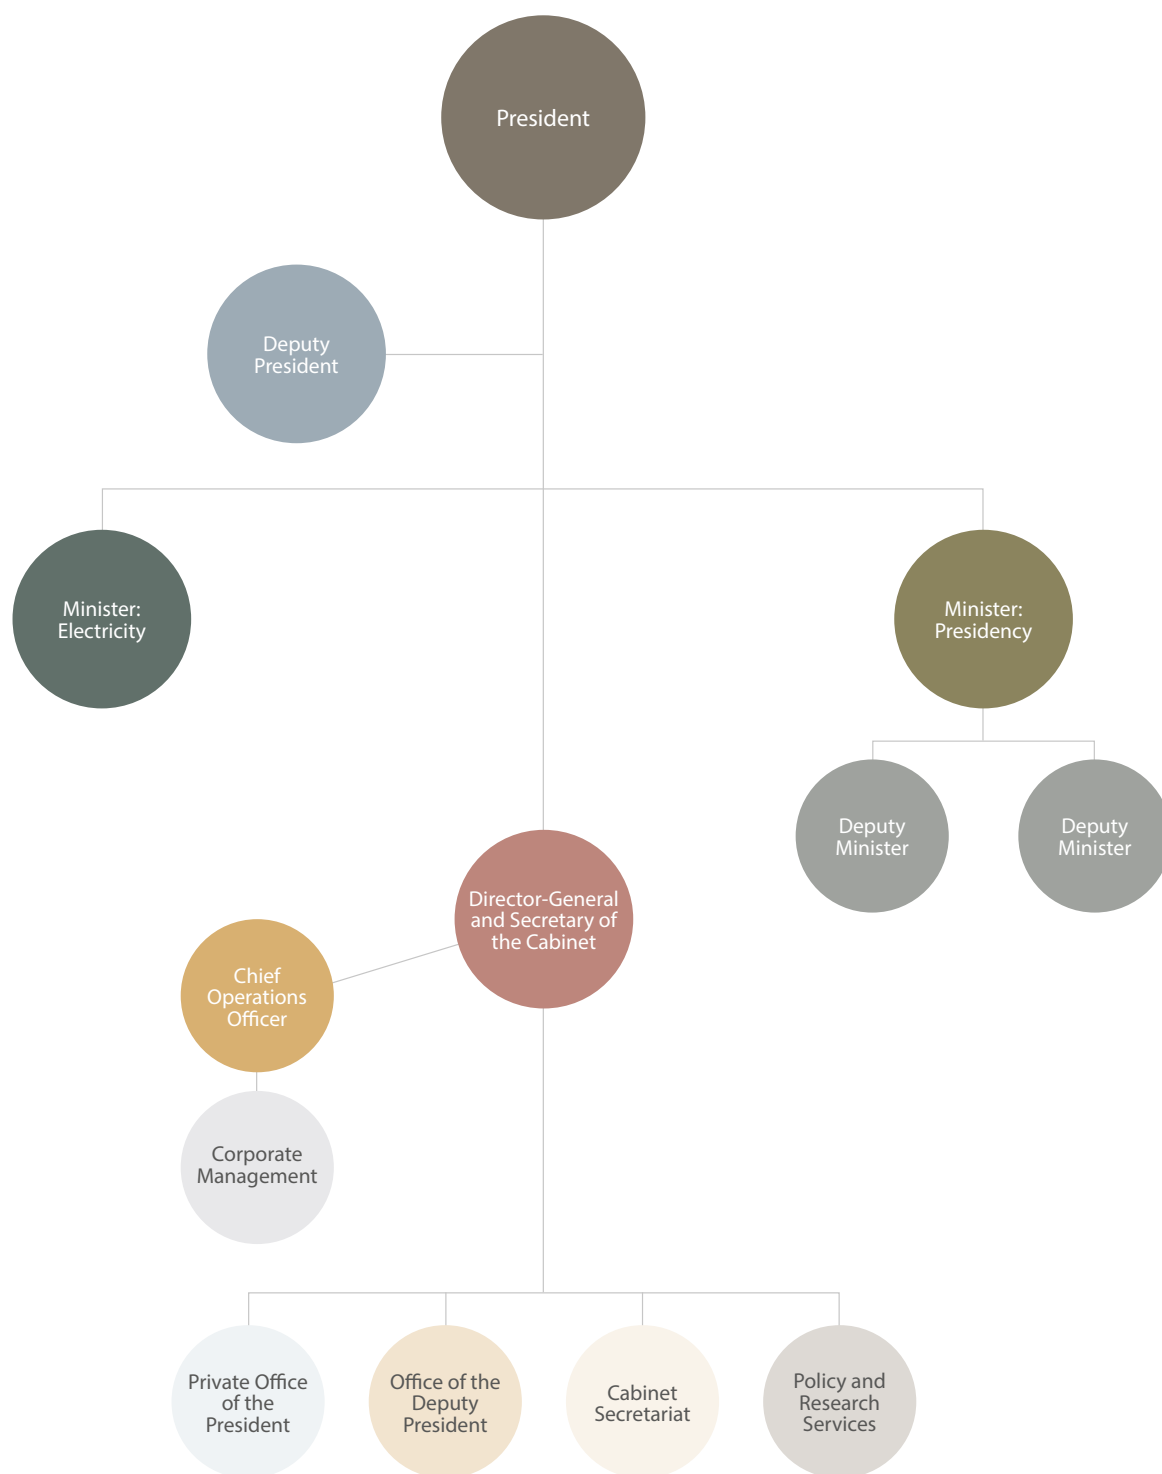 President
Deputy
President
Minister:
Electricity
Minister:
Presidency
Deputy
Minister
Deputy
Minister
Director-General
and Secretary of
the Cabinet
Chief
Operations
Officer
Corporate
Management
Private Office
of the
President
Office of the
Deputy
President
Cabinet
Secretariat
Policy and
Research
Services